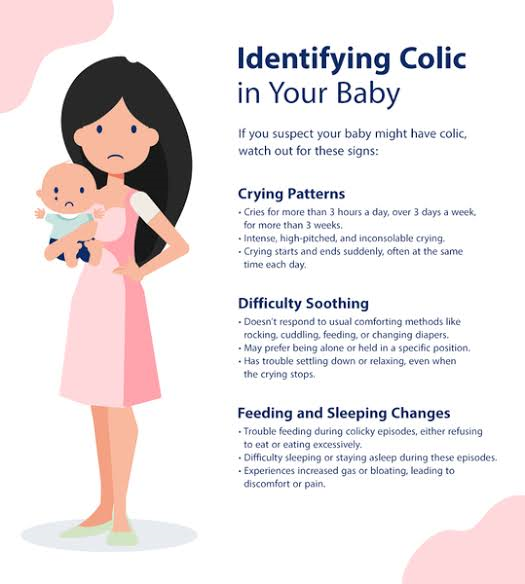 Identifying Colic
in Your Baby
If you suspect your baby might have colic,
watch out for these signs:
Crying Patterns
• Cries for more than 3 hours a day, over 3 days a week,
for more than 3 weeks.
• Intense, high-pitched, and inconsolable crying.
• Crying starts and ends suddenly, often at the same
time each day.
Difficulty Soothing
• Doesn't respond to usual comforting methods like
rocking, cuddling, feeding, or changing diapers.
• May prefer being alone or held in a specific position.
• Has trouble settling down or relaxing, even when
the crying stops.
Feeding and Sleeping Changes
• Trouble feeding during colicky episodes, either refusing
to eat or eating excessively.
• Difficulty sleeping or staying asleep during these episodes.
• Experiences increased gas or bloating, leading to
discomfort or pain.